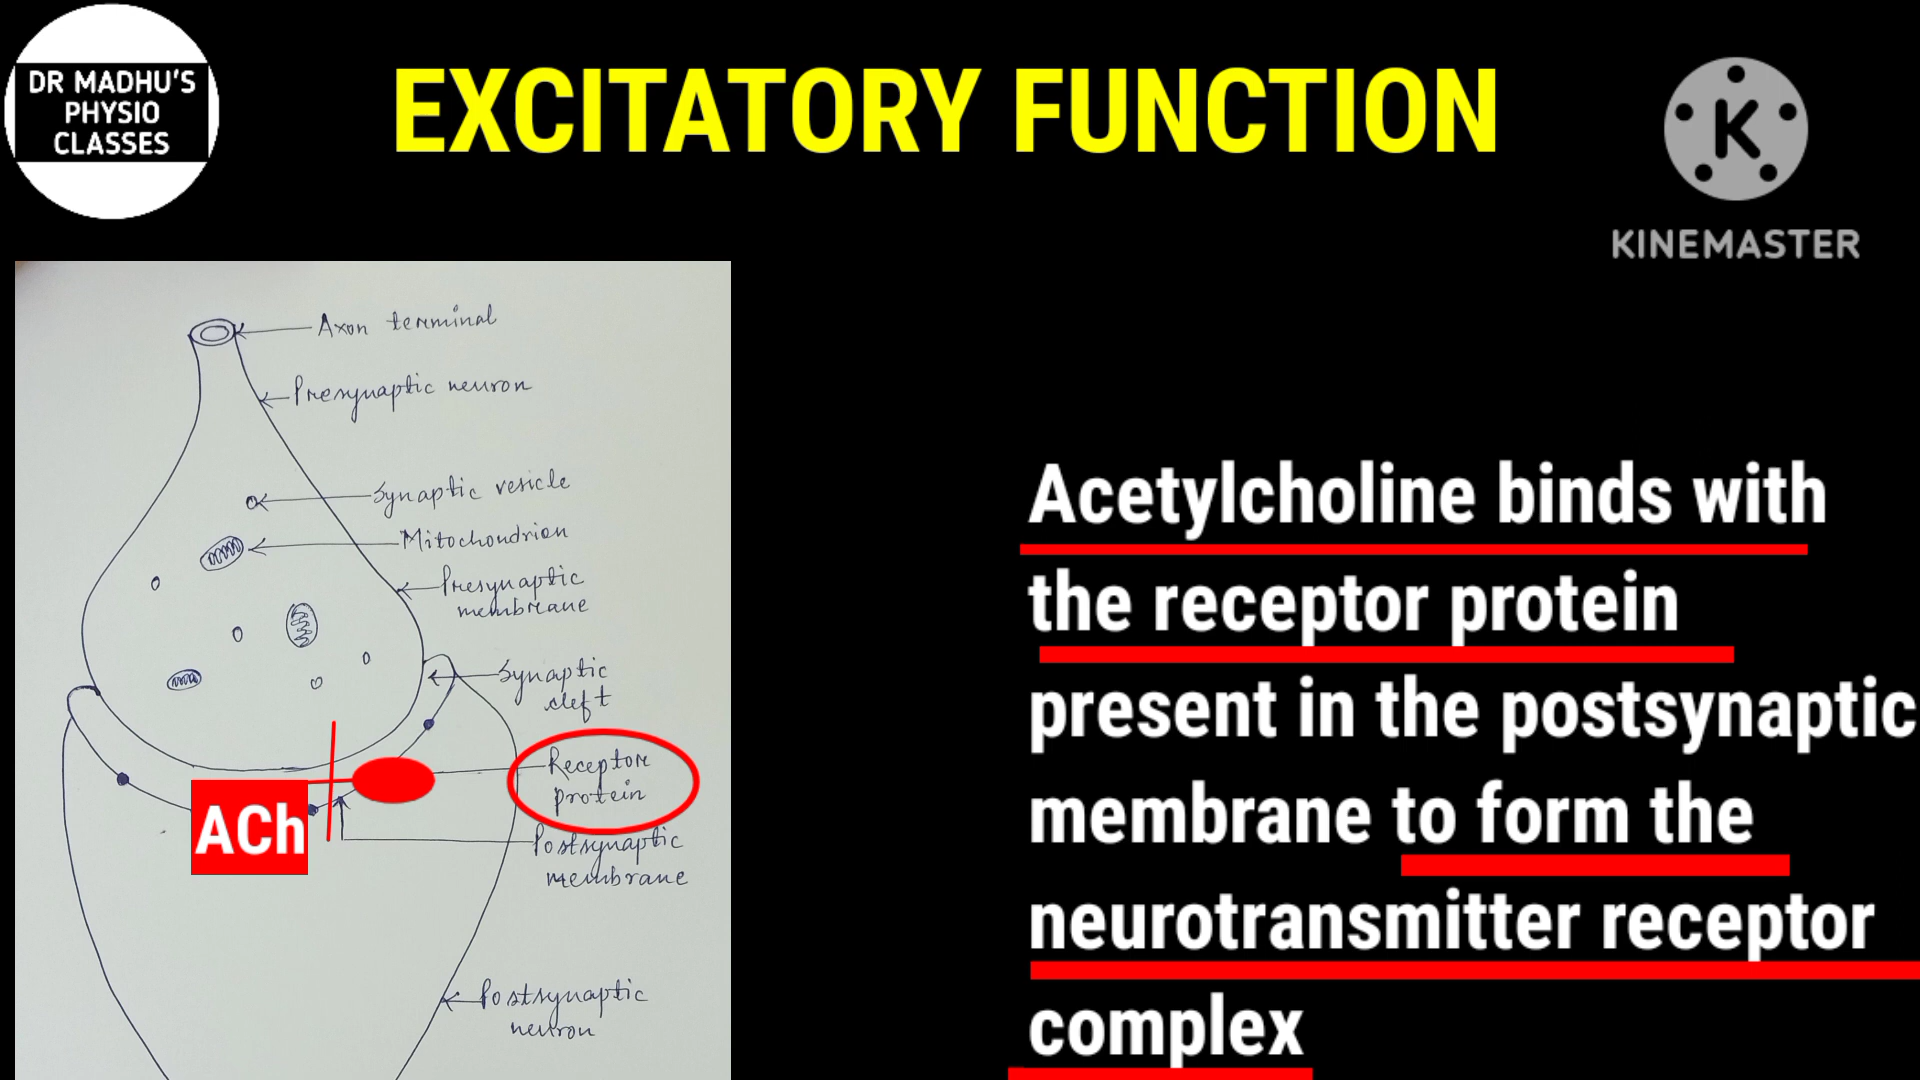 DR MADHU'S
PHYSIO
CLASSES
EXCITATORY FUNCTION
K
KINEMASTER
Axon terminal
Presynaptic neuron
Synaptic vesicle
Mitochondrion
Presynaptic
membrane
Synaptic
cleft
Receptor
protein
ACh
Postsynaptic
membrane
Postsynaptic
neuron
Acetylcholine binds with
the receptor protein
present in the postsynaptic
membrane to form the
neurotransmitter receptor
complex